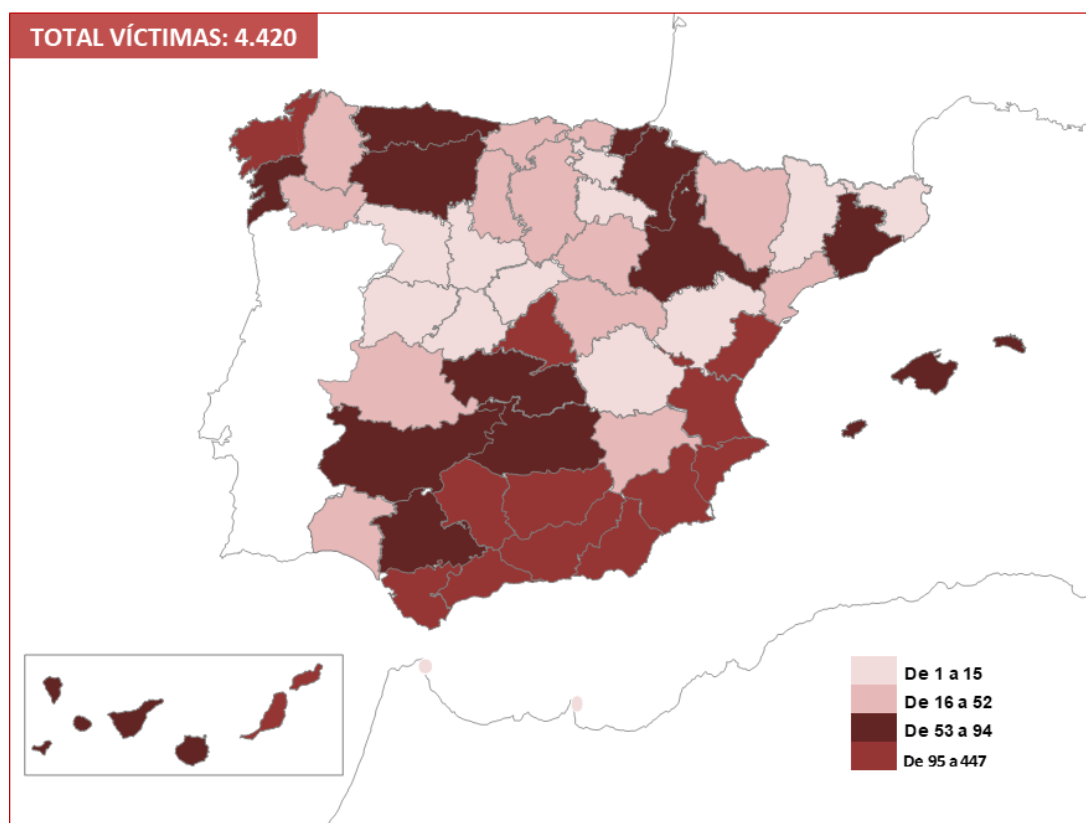 TOTAL VÍCTIMAS: 4.420
De 1 a 15
De 16 a 52
De 53 a 94
De 95 a 447